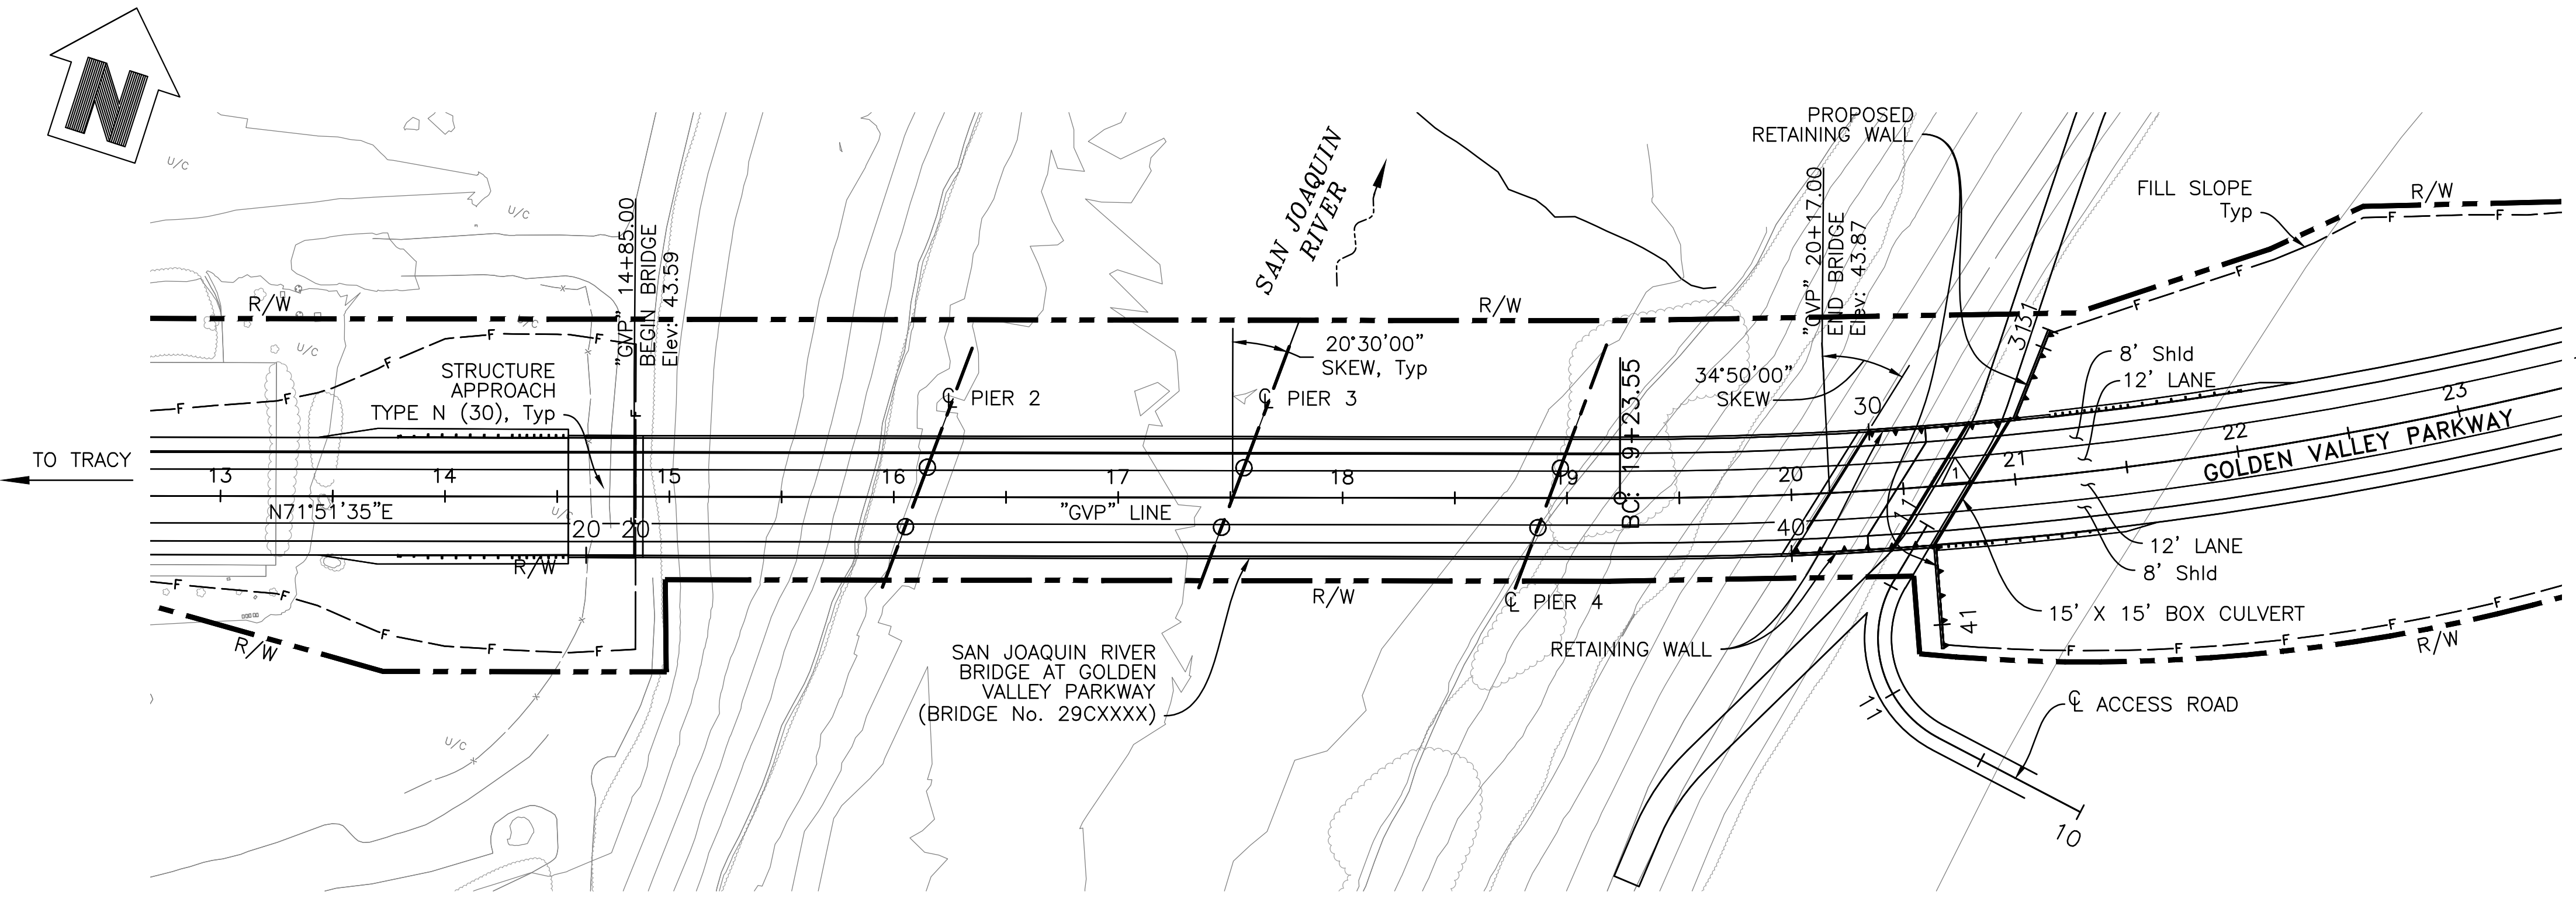 N
U/C
U/C
U/C
U/C
U/C
U/C
R/W
F
F
F
F
F
STRUCTURE
APPROACH
TYPE N (30), Typ
"GVP" 14+85.00
BEGIN BRIDGE
Elev: 43.59
TO TRACY
13
14
15
16
17
18
19
20
21
22
23
N71°51'35"E
"GVP" LINE
20
20
R/W
F
F
F
F
F
R/W
℄ PIER 2
℄ PIER 3
℄ PIER 4
SAN JOAQUIN
RIVER
20°30'00"
SKEW, Typ
R/W
BC: 19+23.55
34°50'00"
SKEW
"GVP" 20+17.00
END BRIDGE
Elev: 43.87
PROPOSED
RETAINING WALL
30
31
31
40
41
11
1
11
10
FILL SLOPE
Typ
R/W
F
F
F
F
8' Shld
12' LANE
GOLDEN VALLEY PARKWAY
12' LANE
8' Shld
15' X 15' BOX CULVERT
F
F
F
F
F
R/W
℄ ACCESS ROAD
RETAINING WALL
R/W
SAN JOAQUIN RIVER
BRIDGE AT GOLDEN
VALLEY PARKWAY
(BRIDGE No. 29CXXXX)